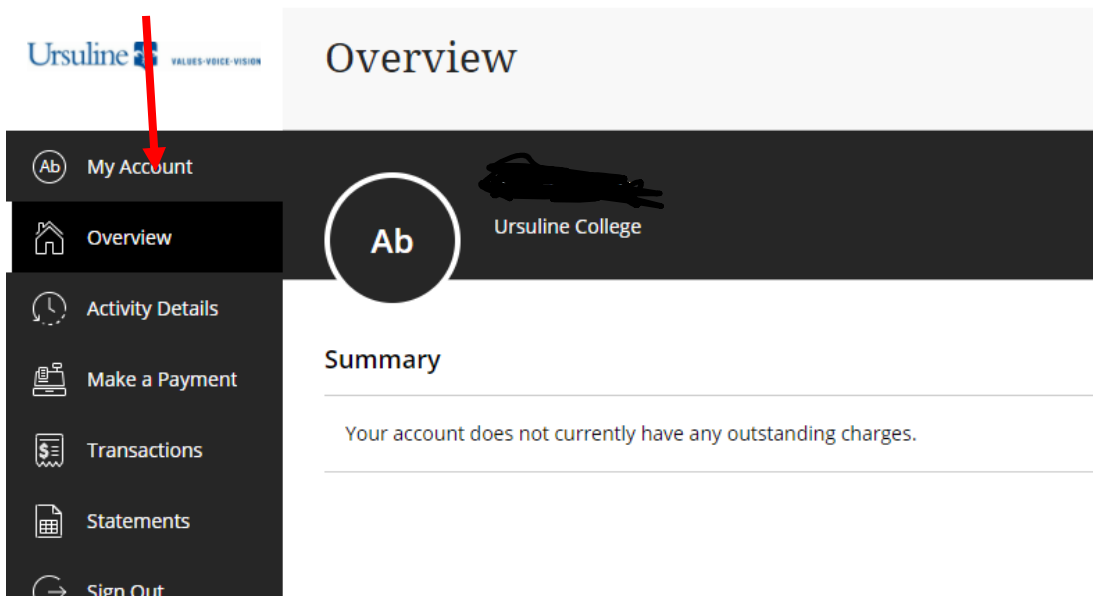 Ursuline VALUES-VOICE-VISION
Overview
Ab My Account
Overview
Activity Details
Make a Payment
Transactions
Statements
Sign Out
Ab
Ursuline College
Summary
Your account does not currently have any outstanding charges.